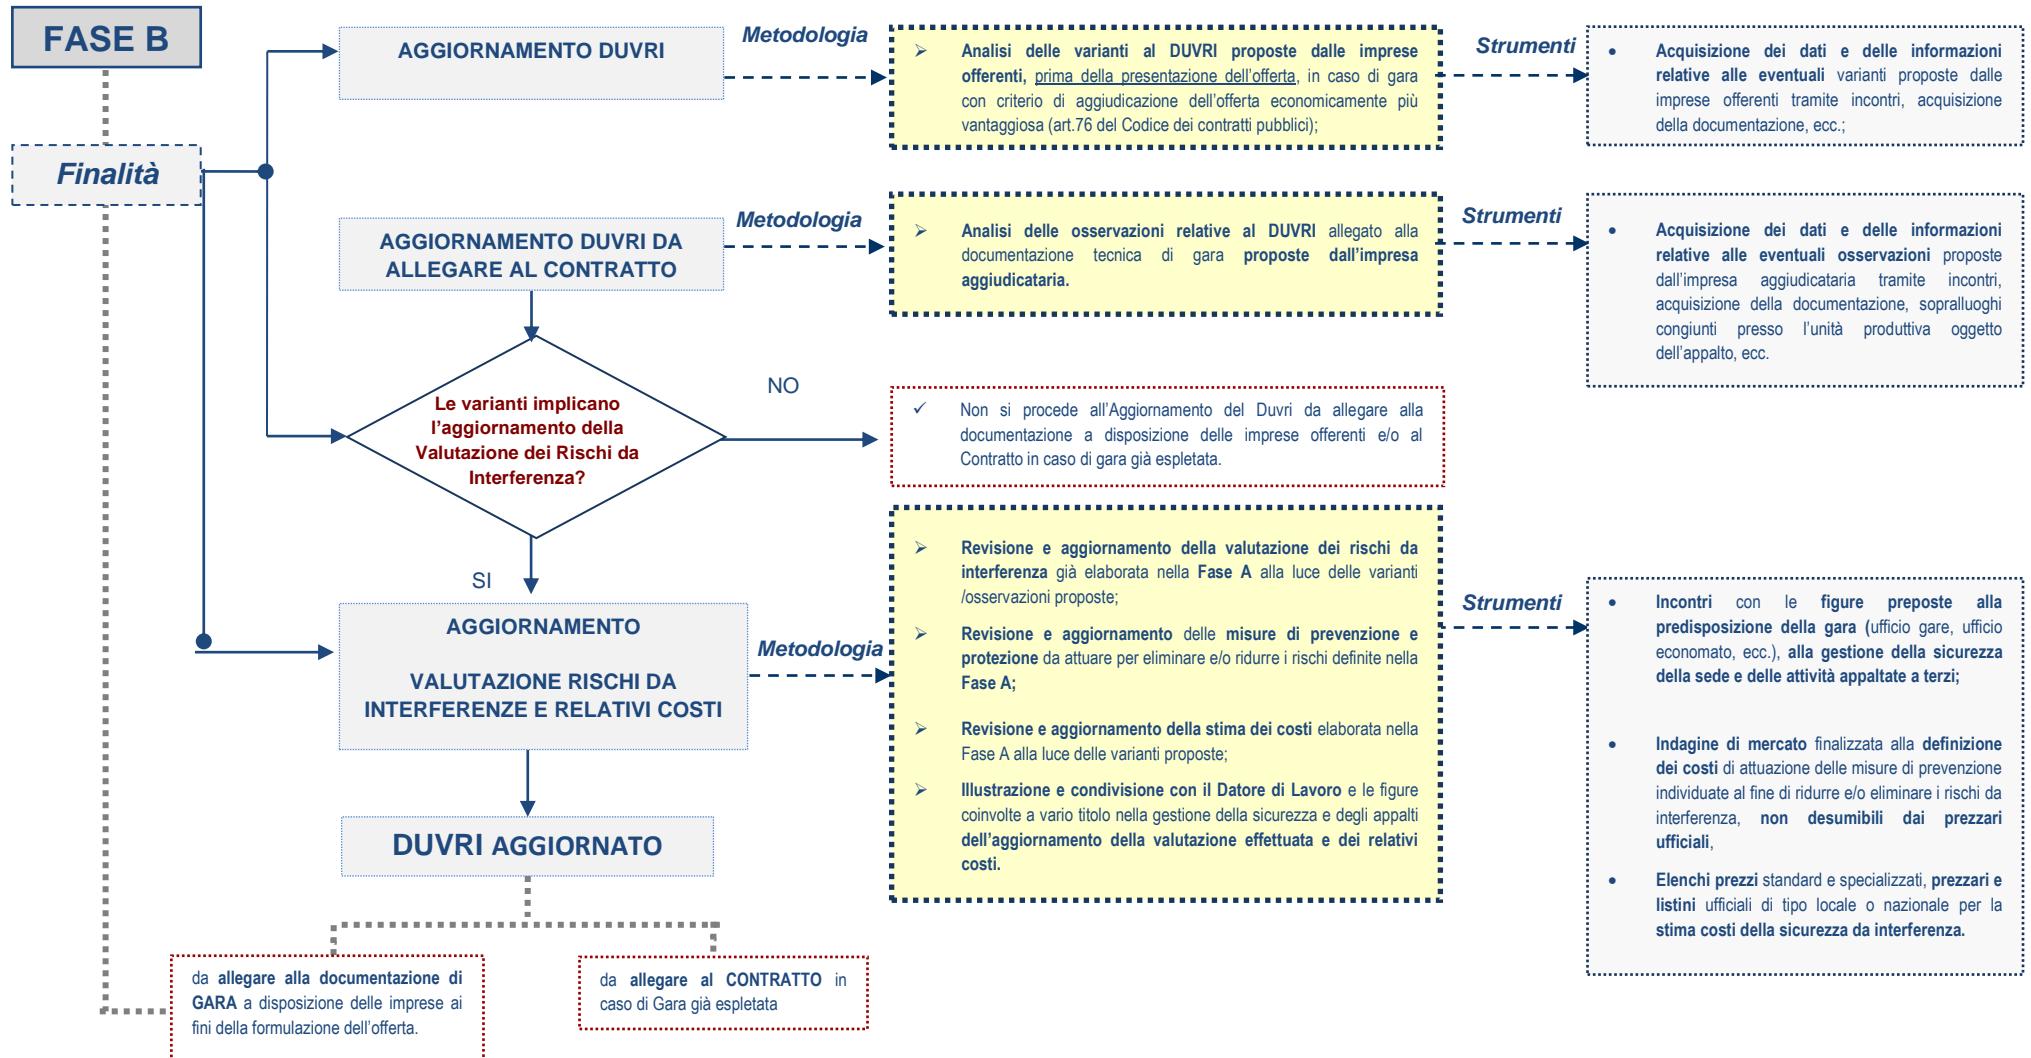 FASE B
Finalità
AGGIORNAMENTO DUVRI
Metodologia
➢ Analisi delle varianti al DUVRI proposte dalle imprese
offerenti, prima della presentazione dell'offerta, in caso di gara
con criterio di aggiudicazione dell'offerta economicamente più
vantaggiosa (art.76 del Codice dei contratti pubblici);
Strumenti
• Acquisizione dei dati e delle informazioni
relative alle eventuali varianti proposte dalle
imprese offerenti tramite incontri, acquisizione
della documentazione, ecc.;
AGGIORNAMENTO DUVRI DA
ALLEGARE AL CONTRATTO
Metodologia
➢ Analisi delle osservazioni relative al DUVRI allegato alla
documentazione tecnica di gara proposte dall'impresa
aggiudicataria.
Strumenti
• Acquisizione dei dati e delle informazioni
relative alle eventuali osservazioni proposte
dall'impresa aggiudicataria tramite incontri,
acquisizione della documentazione, sopralluoghi
congiunti presso l'unità produttiva oggetto
dell'appalto, ecc.
Le varianti implicano
l'aggiornamento della
Valutazione dei Rischi da
Interferenza?
NO
✓ Non si procede all'Aggiornamento del Duvri da allegare alla
documentazione a disposizione delle imprese offerenti e/o al
Contratto in caso di gara già espletata.
SI
AGGIORNAMENTO
VALUTAZIONE RISCHI DA
INTERFERENZE E RELATIVI COSTI
Metodologia
➢ Revisione e aggiornamento della valutazione dei rischi da
interferenza già elaborata nella Fase A alla luce delle varianti
/osservazioni proposte;
➢ Revisione e aggiornamento delle misure di prevenzione e
protezione da attuare per eliminare e/o ridurre i rischi definite nella
Fase A;
➢ Revisione e aggiornamento della stima dei costi elaborata nella
Fase A alla luce delle varianti proposte;
➢ Illustrazione e condivisione con il Datore di Lavoro e le figure
coinvolte a vario titolo nella gestione della sicurezza e degli appalti
dell'aggiornamento della valutazione effettuata e dei relativi
costi.
Strumenti
• Incontri con le figure preposte alla
predisposizione della gara (ufficio gare, ufficio
economato, ecc.), alla gestione della sicurezza
della sede e delle attività appaltate a terzi;
• Indagine di mercato finalizzata alla definizione
dei costi di attuazione delle misure di prevenzione
individuate al fine di ridurre e/o eliminare i rischi da
interferenza, non desumibili dai prezzari
ufficiali,
• Elenchi prezzi standard e specializzati, prezzari e
listini ufficiali di tipo locale o nazionale per la
stima costi della sicurezza da interferenza.
DUVRI AGGIORNATO
da allegare alla documentazione di
GARA a disposizione delle imprese ai
fini della formulazione dell'offerta.
da allegare al CONTRATTO in
caso di Gara già espletata